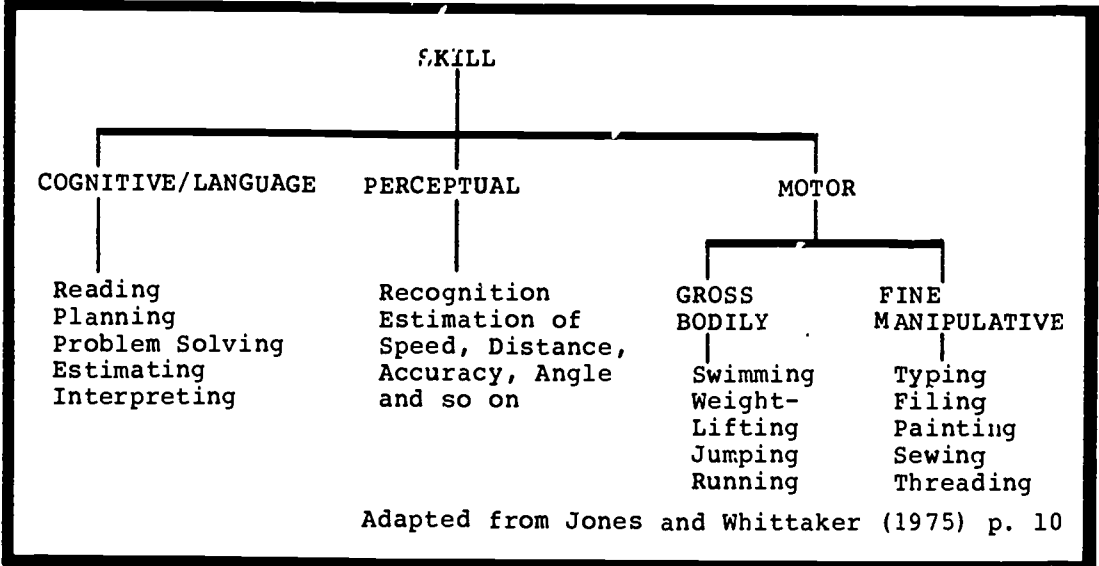 SKILL
COGNITIVE/LANGUAGE
PERCEPTUAL
MOTOR
Reading
Planning
Problem Solving
Estimating
Interpreting
Recognition
Estimation of
Speed, Distance,
Accuracy, Angle
and so on
GROSS
BODILY
Swimming
Weight-
Lifting
Jumping
Running
FINE
MANIPULATIVE
Typing
Filing
Painting
Sewing
Threading
Adapted from Jones and Whittaker (1975) p. 10